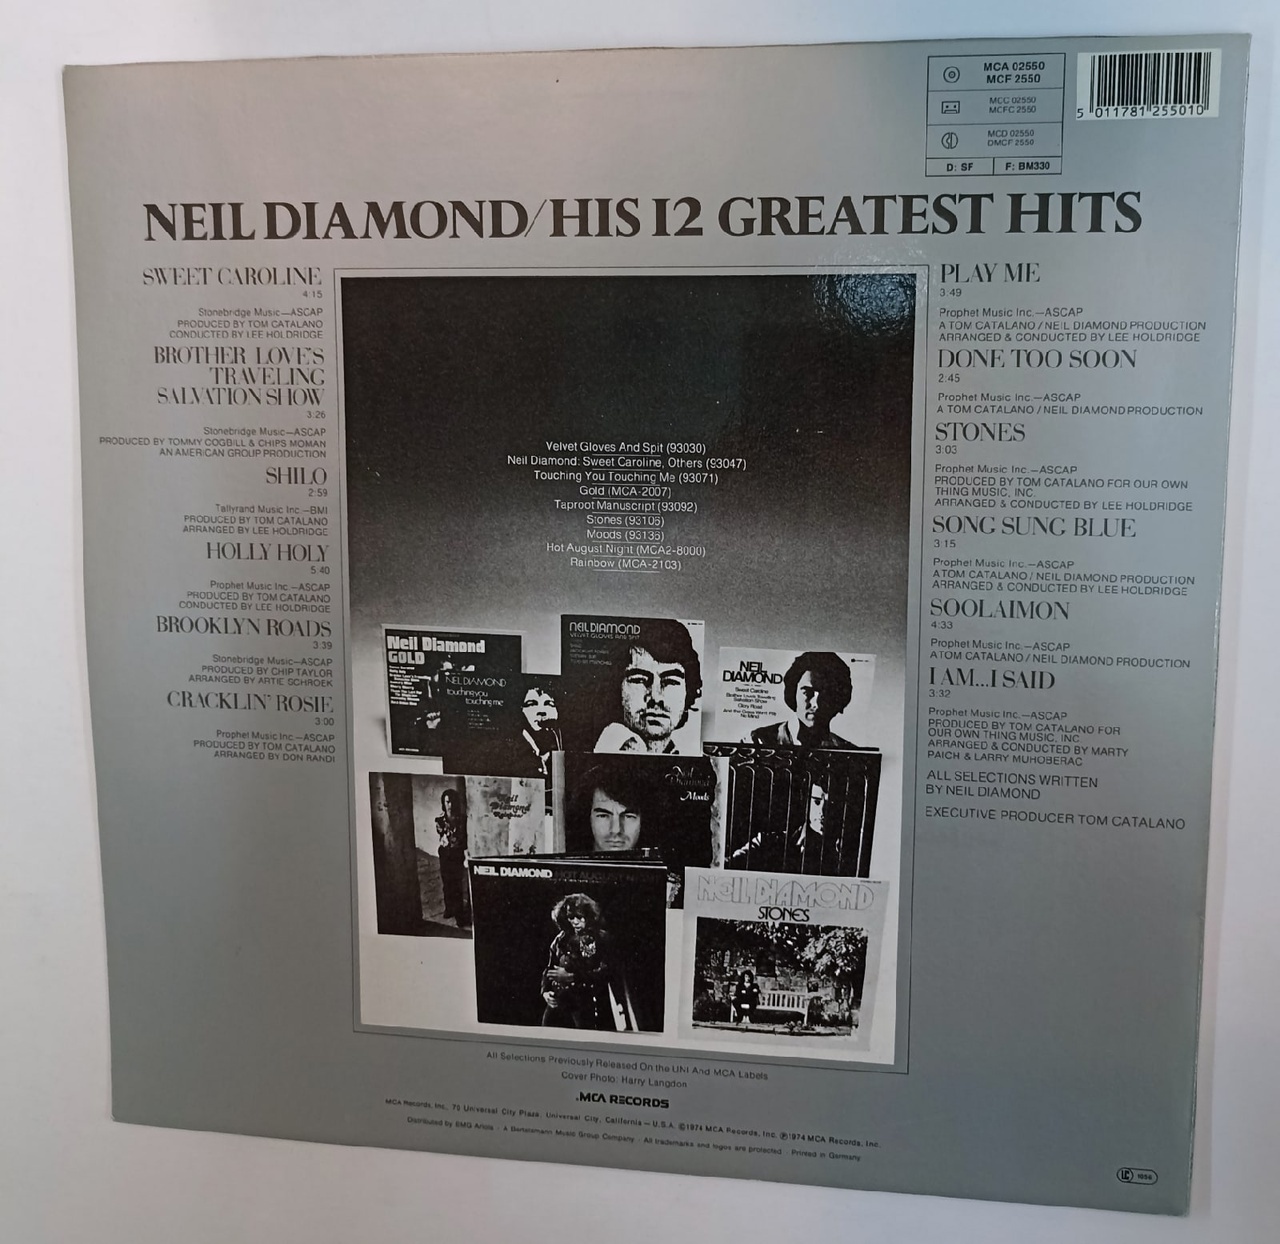 MCA 02550
MCF 2550
MCC 02550
MCFC 2550
MCD 02550
DMCF 2550
D: SF
F: BM330
5 011781 255010
NEIL DIAMOND/HIS 12 GREATEST HITS
SWEET CAROLINE
4:15
Stonebridge Music—ASCAP
PRODUCED BY TOM CATALANO
CONDUCTED BY LEE HOLDRIDGE
BROTHER LOVE'S
TRAVELING
SALVATION SHOW
3:26
Stonebridge Music—ASCAP
PRODUCED BY TOMMY COGBILL & CHIPS MOMAN
AN AMERICAN GROUP PRODUCTION
SHILO
2:59
Tallyrand Music Inc.—BMI
PRODUCED BY TOM CATALANO
ARRANGED BY LEE HOLDRIDGE
HOLLY HOLY
5:40
Prophet Music Inc.—ASCAP
PRODUCED BY TOM CATALANO
CONDUCTED BY LEE HOLDRIDGE
BROOKLYN ROADS
3:39
Stonebridge Music—ASCAP
PRODUCED BY CHIP TAYLOR
ARRANGED BY ARTIE SCHROEK
CRACKLIN' ROSIE
3:00
Prophet Music Inc.—ASCAP
PRODUCED BY TOM CATALANO
ARRANGED BY DON RANDI
Velvet Gloves And Spit (93030)
Neil Diamond: Sweet Caroline, Others (93047)
Touching You Touching Me (93071)
Gold (MCA-2007)
Taproot Manuscript (93092)
Stones (93106)
Moods (93136)
Hot August Night (MCA2-8000)
Rainbow (MCA-2103)
Neil Diamond
GOLD
NEIL DIAMOND
touching you
touching me
NEIL DIAMOND
VELVET GLOVES AND SPIT
NEIL
DIAMOND
Sweet Caroline
Neil
Diamond
Neil
Diamond
Moods
NEIL DIAMOND HOT AUGUST NIGHT
NEIL DIAMOND
STONES
PLAY ME
3:49
Prophet Music Inc.—ASCAP
A TOM CATALANO / NEIL DIAMOND PRODUCTION
ARRANGED & CONDUCTED BY LEE HOLDRIDGE
DONE TOO SOON
2:45
Prophet Music Inc.—ASCAP
A TOM CATALANO / NEIL DIAMOND PRODUCTION
STONES
3:03
Prophet Music Inc.—ASCAP
PRODUCED BY TOM CATALANO FOR OUR OWN
THING MUSIC, INC.
ARRANGED & CONDUCTED BY LEE HOLDRIDGE
SONG SUNG BLUE
3:15
Prophet Music Inc.—ASCAP
A TOM CATALANO / NEIL DIAMOND PRODUCTION
ARRANGED & CONDUCTED BY LEE HOLDRIDGE
SOOLAIMON
4:33
Prophet Music Inc.—ASCAP
A TOM CATALANO / NEIL DIAMOND PRODUCTION
I AM...I SAID
3:32
Prophet Music Inc.—ASCAP
PRODUCED BY TOM CATALANO FOR
OUR OWN THING MUSIC, INC.
ARRANGED & CONDUCTED BY MARTY
PAICH & LARRY MUHOBERAC
ALL SELECTIONS WRITTEN
BY NEIL DIAMOND
EXECUTIVE PRODUCER TOM CATALANO
All Selections Previously Released On the UNI And MCA Labels
Cover Photo: Harry Langdon
MCA RECORDS
MCA Records, Inc., 70 Universal City Plaza, Universal City, California — U.S.A. ©1974 MCA Records, Inc. ℗1974 MCA Records, Inc.
Distributed by BMG Ariola · A Bertelsmann Music Group Company · All trademarks and logos are protected · Printed in Germany
LC 1056